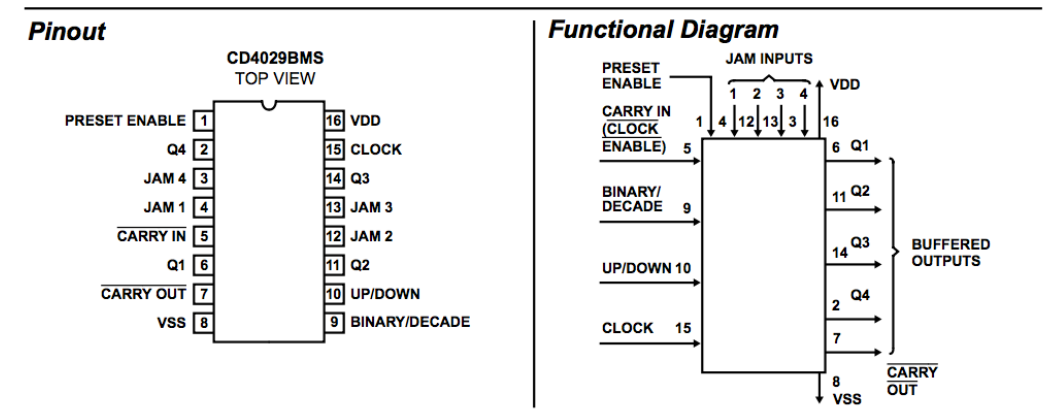 Pinout
CD4029BMS
TOP VIEW
PRESET ENABLE 1
16 VDD
Q4 2
15 CLOCK
JAM 4 3
14 Q3
JAM 1 4
13 JAM 3
CARRY IN 5
12 JAM 2
Q1 6
11 Q2
CARRY OUT 7
10 UP/DOWN
VSS 8
9 BINARY/DECADE
Functional Diagram
JAM INPUTS
PRESET
ENABLE
1 2 3 4
VDD
CARRY IN
(CLOCK
ENABLE) 5
1 4 12 13 3 16
6 Q1
BINARY/
DECADE 9
11 Q2
14 Q3
BUFFERED
OUTPUTS
UP/DOWN 10
2 Q4
CLOCK 15
7
CARRY
OUT
8
VSS